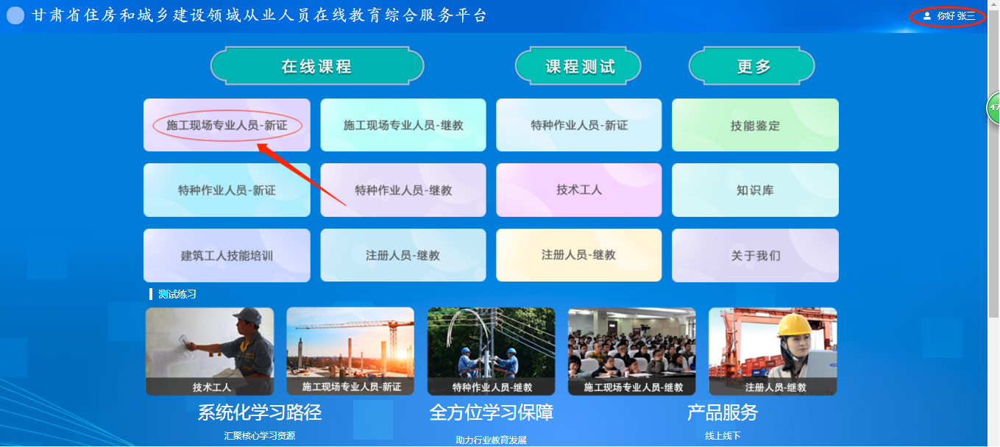 甘肃省住房和城乡建设领域从业人员在线教育综合服务平台
你好 张三
在线课程
课程测试
更多
施工现场专业人员-新证
施工现场专业人员-继教
特种作业人员-新证
技能鉴定
特种作业人员-新证
特种作业人员-继教
技术工人
知识库
建筑工人技能培训
注册人员-继教
注册人员-继教
关于我们
47
测试练习
技术工人
施工现场专业人员-新证
特种作业人员-继教
施工现场专业人员-继教
注册人员-继教
系统化学习路径
全方位学习保障
产品服务
汇聚核心学习资源
助力行业教育发展
线上线下